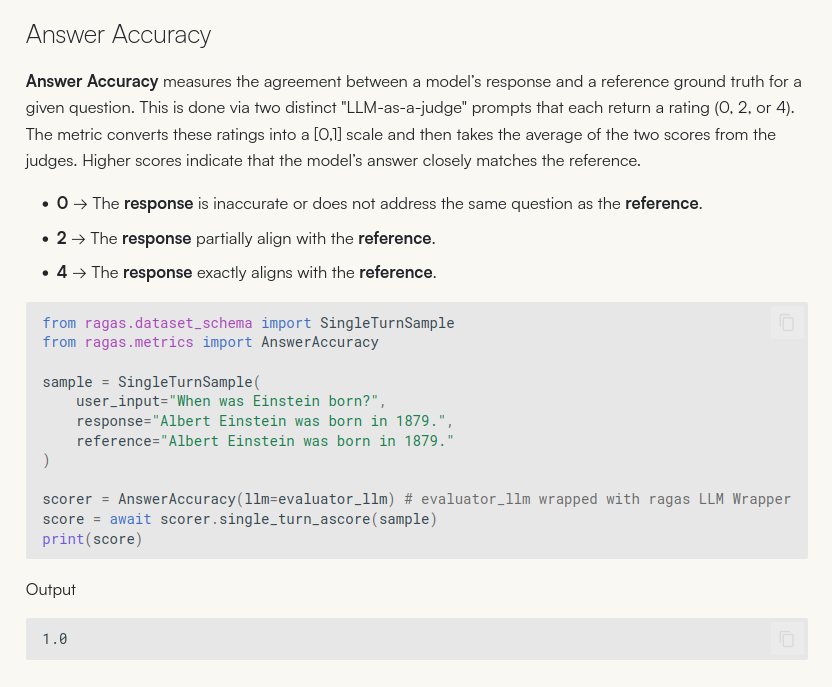 Answer Accuracy
Answer Accuracy measures the agreement between a model's response and a reference ground truth for a
given question. This is done via two distinct "LLM-as-a-judge" prompts that each return a rating (0, 2, or 4).
The metric converts these ratings into a [0,1] scale and then takes the average of the two scores from the
judges. Higher scores indicate that the model's answer closely matches the reference.
• 0 → The response is inaccurate or does not address the same question as the reference.
• 2 → The response partially align with the reference.
• 4 → The response exactly aligns with the reference.
from ragas.dataset_schema import SingleTurnSample
from ragas.metrics import AnswerAccuracy
sample = SingleTurnSample(
    user_input="When was Einstein born?",
    response="Albert Einstein was born in 1879.",
    reference="Albert Einstein was born in 1879."
)
scorer = AnswerAccuracy(llm=evaluator_llm) # evaluator_llm wrapped with ragas LLM Wrapper
score = await scorer.single_turn_ascore(sample)
print(score)
Output
1.0